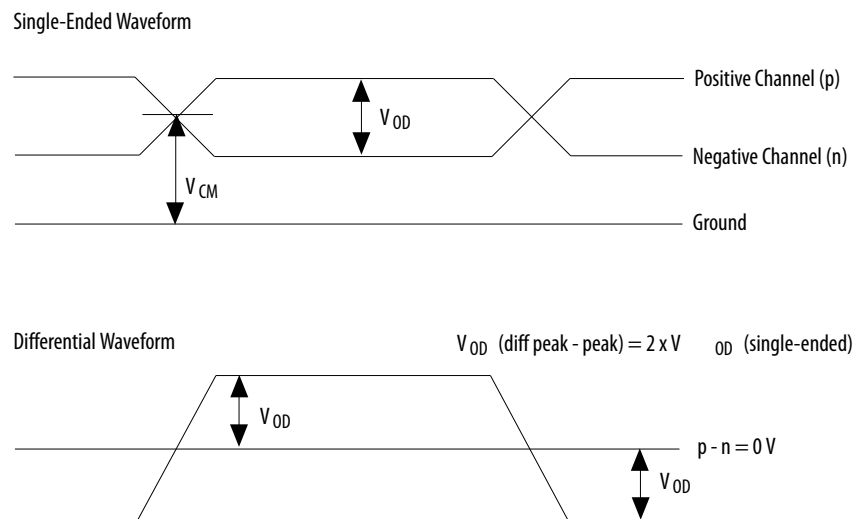 Single-Ended Waveform
Positive Channel (p)
V OD
Negative Channel (n)
V CM
Ground
Differential Waveform
V OD (diff peak - peak) = 2 x V OD (single-ended)
V OD
p - n = 0 V
V OD